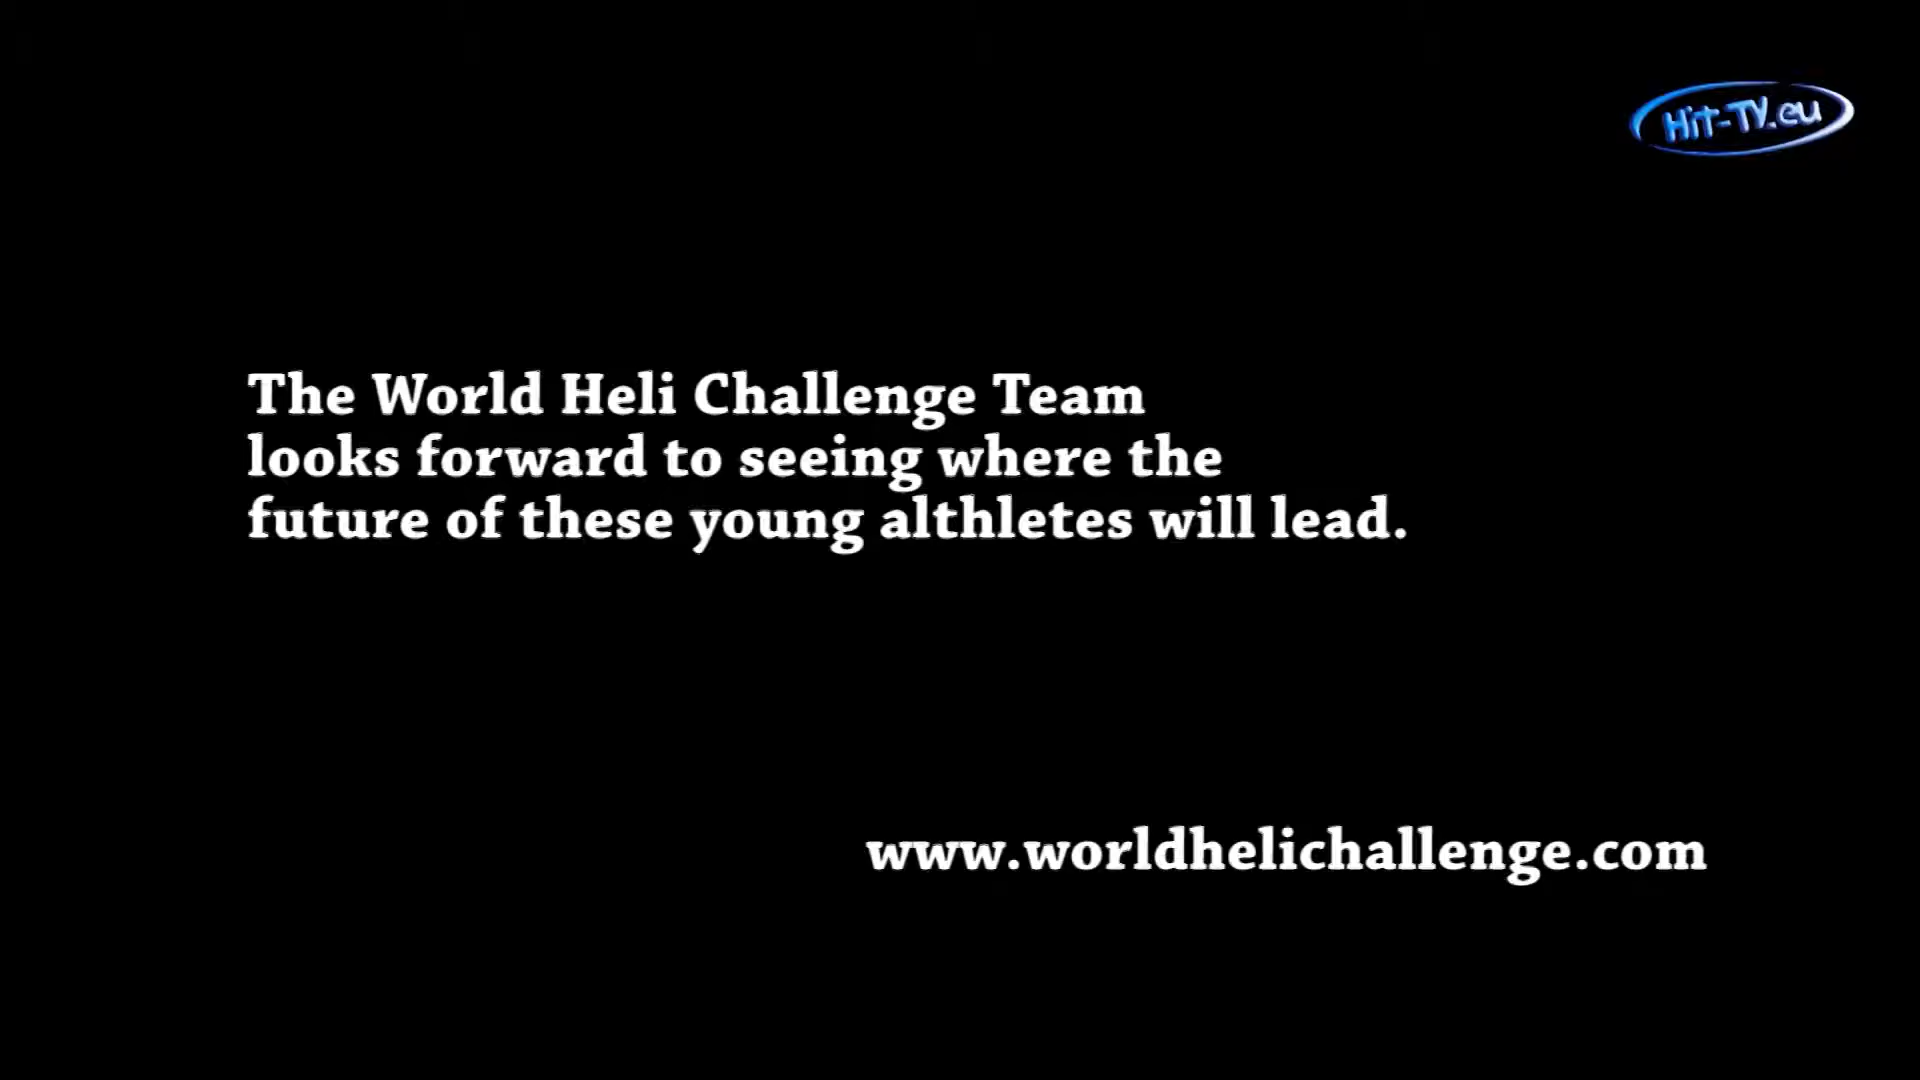 Hit-TV.eu
The World Heli Challenge Team
looks forward to seeing where the
future of these young althletes will lead.
www.worldhelichallenge.com